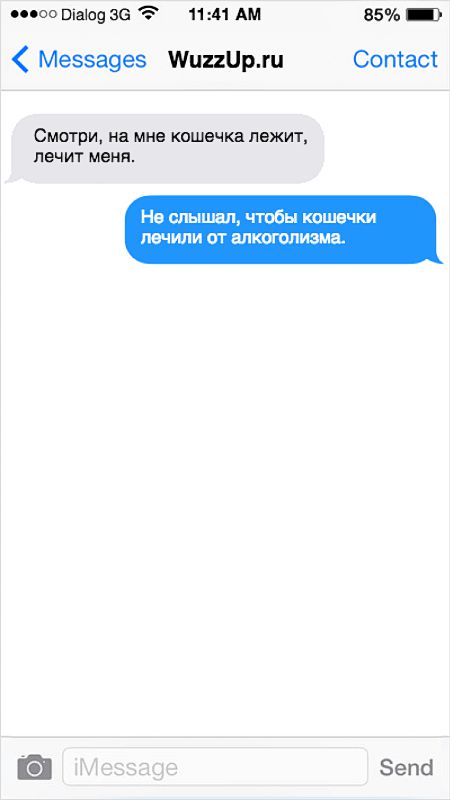 Dialog 3G 11:41 AM 85%
Messages WuzzUp.ru Contact
Смотри, на мне кошечка лежит,
лечит меня.
Не слышал, чтобы кошечки
лечили от алкоголизма.
iMessage Send